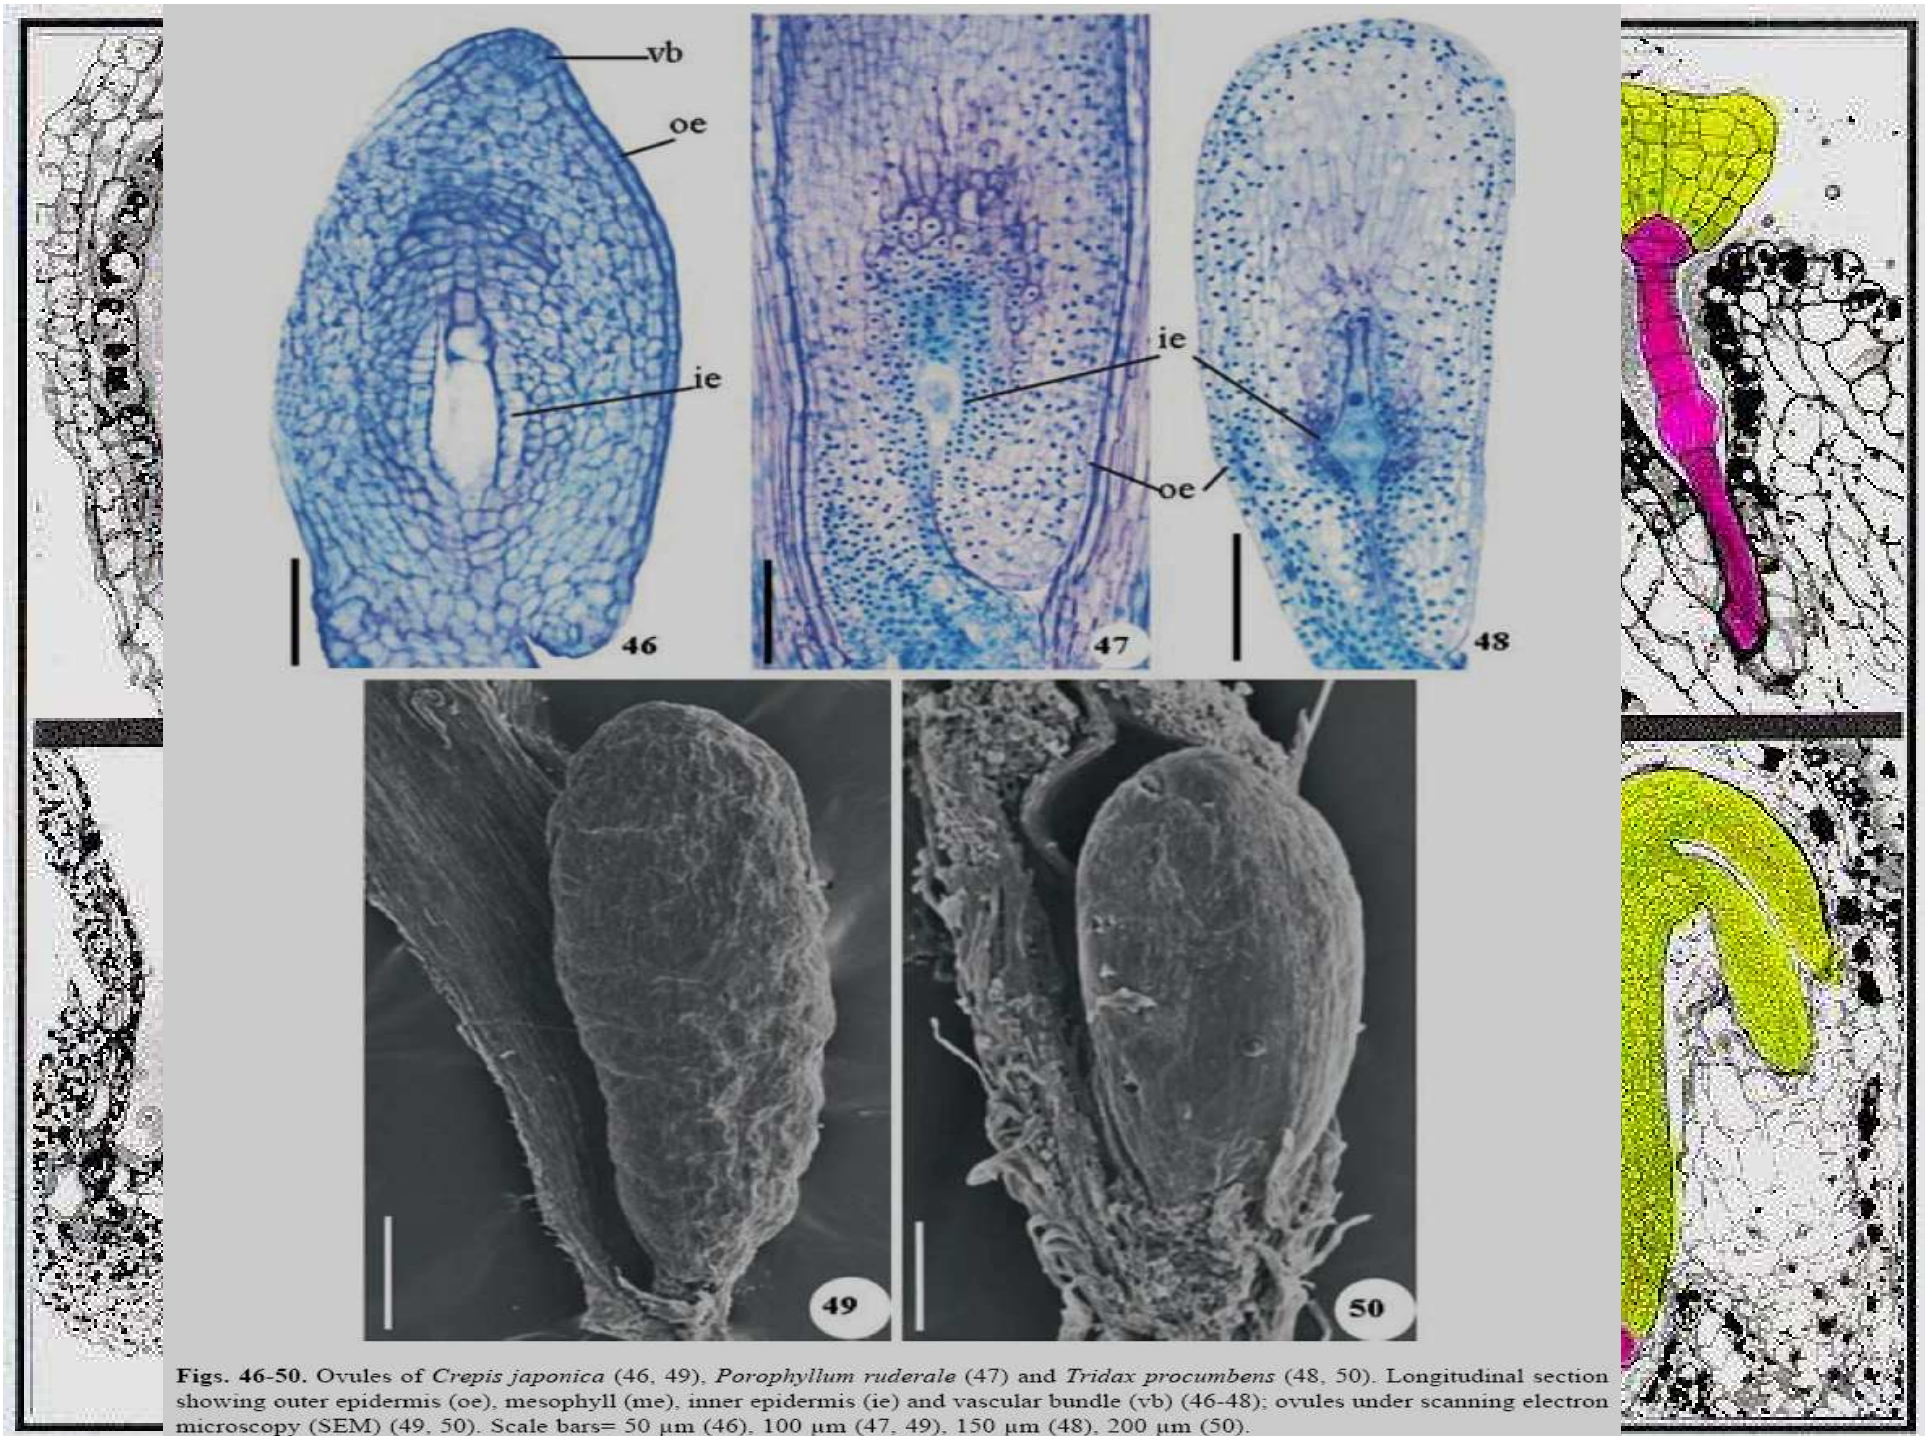 vb
oe
ie
ie
oe
46
47
48
49
50
Figs. 46-50. Ovules of Crepis japonica (46, 49), Porophyllum ruderale (47) and Tridax procumbens (48, 50). Longitudinal section
showing outer epidermis (oe), mesophyll (me), inner epidermis (ie) and vascular bundle (vb) (46-48); ovules under scanning electron
microscopy (SEM) (49, 50). Scale bars= 50 µm (46), 100 µm (47, 49), 150 µm (48), 200 µm (50).